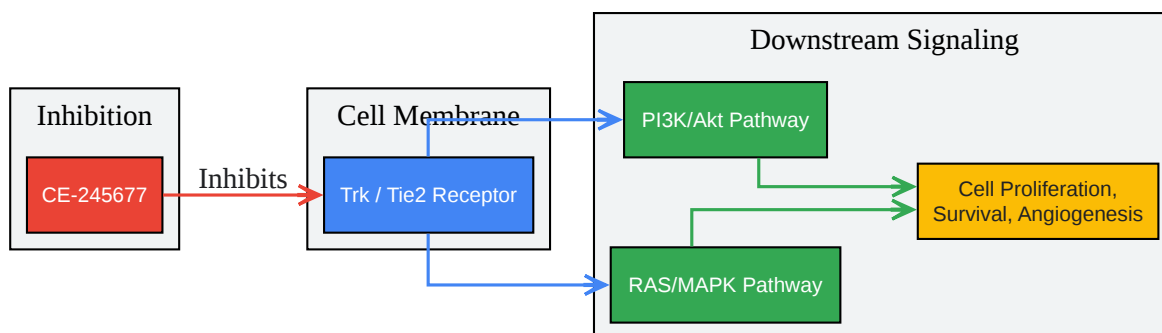 Downstream Signaling
Inhibition
Cell Membrane
PI3K/Akt Pathway
CE-245677
Inhibits
Trk / Tie2 Receptor
Cell Proliferation,
Survival, Angiogenesis
RAS/MAPK Pathway